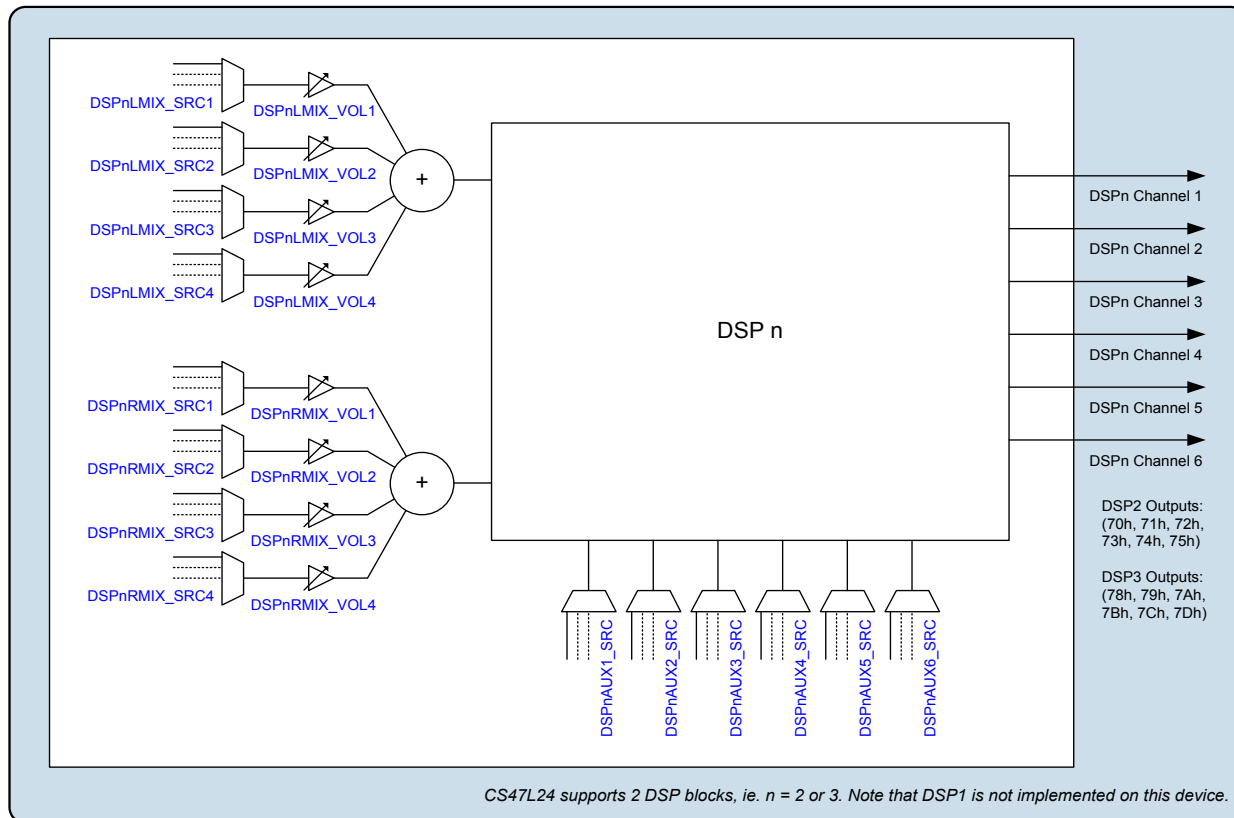 DSPnLMIX_SRC1
DSPnLMIX_VOL1
DSPnLMIX_SRC2
DSPnLMIX_VOL2
DSPnLMIX_SRC3
DSPnLMIX_VOL3
DSPnLMIX_SRC4
DSPnLMIX_VOL4
+
DSPnRMIX_SRC1
DSPnRMIX_VOL1
DSPnRMIX_SRC2
DSPnRMIX_VOL2
DSPnRMIX_SRC3
DSPnRMIX_VOL3
DSPnRMIX_SRC4
DSPnRMIX_VOL4
+
DSP n
DSPnAUX1_SRC
DSPnAUX2_SRC
DSPnAUX3_SRC
DSPnAUX4_SRC
DSPnAUX5_SRC
DSPnAUX6_SRC
DSPn Channel 1
DSPn Channel 2
DSPn Channel 3
DSPn Channel 4
DSPn Channel 5
DSPn Channel 6
DSP2 Outputs:
(70h, 71h, 72h,
73h, 74h, 75h)
DSP3 Outputs:
(78h, 79h, 7Ah,
7Bh, 7Ch, 7Dh)
CS47L24 supports 2 DSP blocks, ie. n = 2 or 3. Note that DSP1 is not implemented on this device.